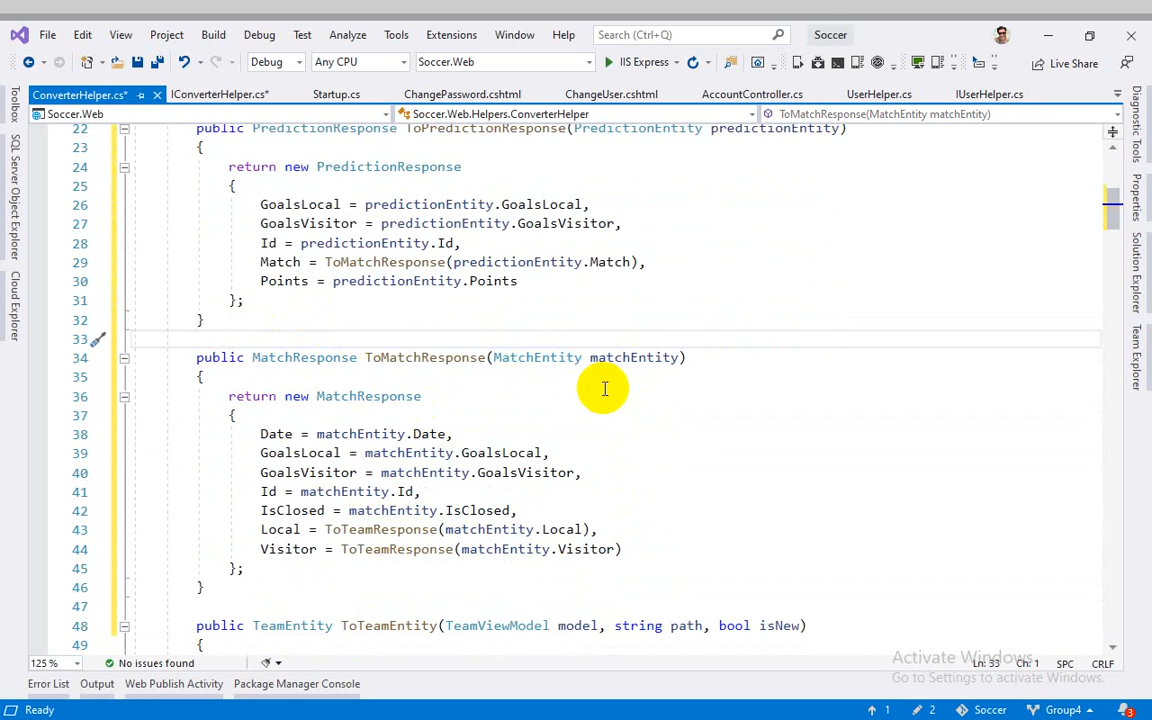 File Edit View Project Build Debug Test Analyze Tools Extensions Window Help Search (Ctrl+Q) Soccer
Debug Any CPU Soccer.Web IIS Express Live Share
ConverterHelper.cs* IConverterHelper.cs* Startup.cs ChangePassword.cshtml ChangeUser.cshtml AccountController.cs UserHelper.cs IUserHelper.cs
Soccer.Web Soccer.Web.Helpers.ConverterHelper ToMatchResponse(MatchEntity matchEntity)
Toolbox
SQL Server Object Explorer
Cloud Explorer
22 public PredictionResponse ToPredictionResponse(PredictionEntity predictionEntity)
23 {
24 return new PredictionResponse
25 {
26 GoalsLocal = predictionEntity.GoalsLocal,
27 GoalsVisitor = predictionEntity.GoalsVisitor,
28 Id = predictionEntity.Id,
29 Match = ToMatchResponse(predictionEntity.Match),
30 Points = predictionEntity.Points
31 };
32 }
33
34 public MatchResponse ToMatchResponse(MatchEntity matchEntity)
35 {
36 return new MatchResponse
37 {
38 Date = matchEntity.Date,
39 GoalsLocal = matchEntity.GoalsLocal,
40 GoalsVisitor = matchEntity.GoalsVisitor,
41 Id = matchEntity.Id,
42 IsClosed = matchEntity.IsClosed,
43 Local = ToTeamResponse(matchEntity.Local),
44 Visitor = ToTeamResponse(matchEntity.Visitor)
45 };
46 }
47
48 public TeamEntity ToTeamEntity(TeamViewModel model, string path, bool isNew)
49 {
Diagnostic Tools
Properties
Solution Explorer
Team Explorer
Activate Windows
Go to Settings to activate Windows.
125 % No issues found Ln: 33 Ch: 1 SPC CRLF
Error List Output Web Publish Activity Package Manager Console
Ready 1 2 Soccer Group4 3